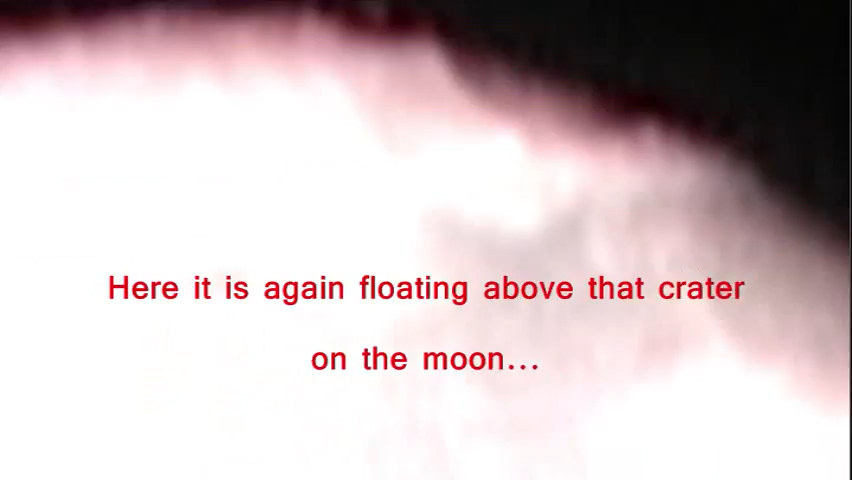 Here it is again floating above that crater
on the moon...